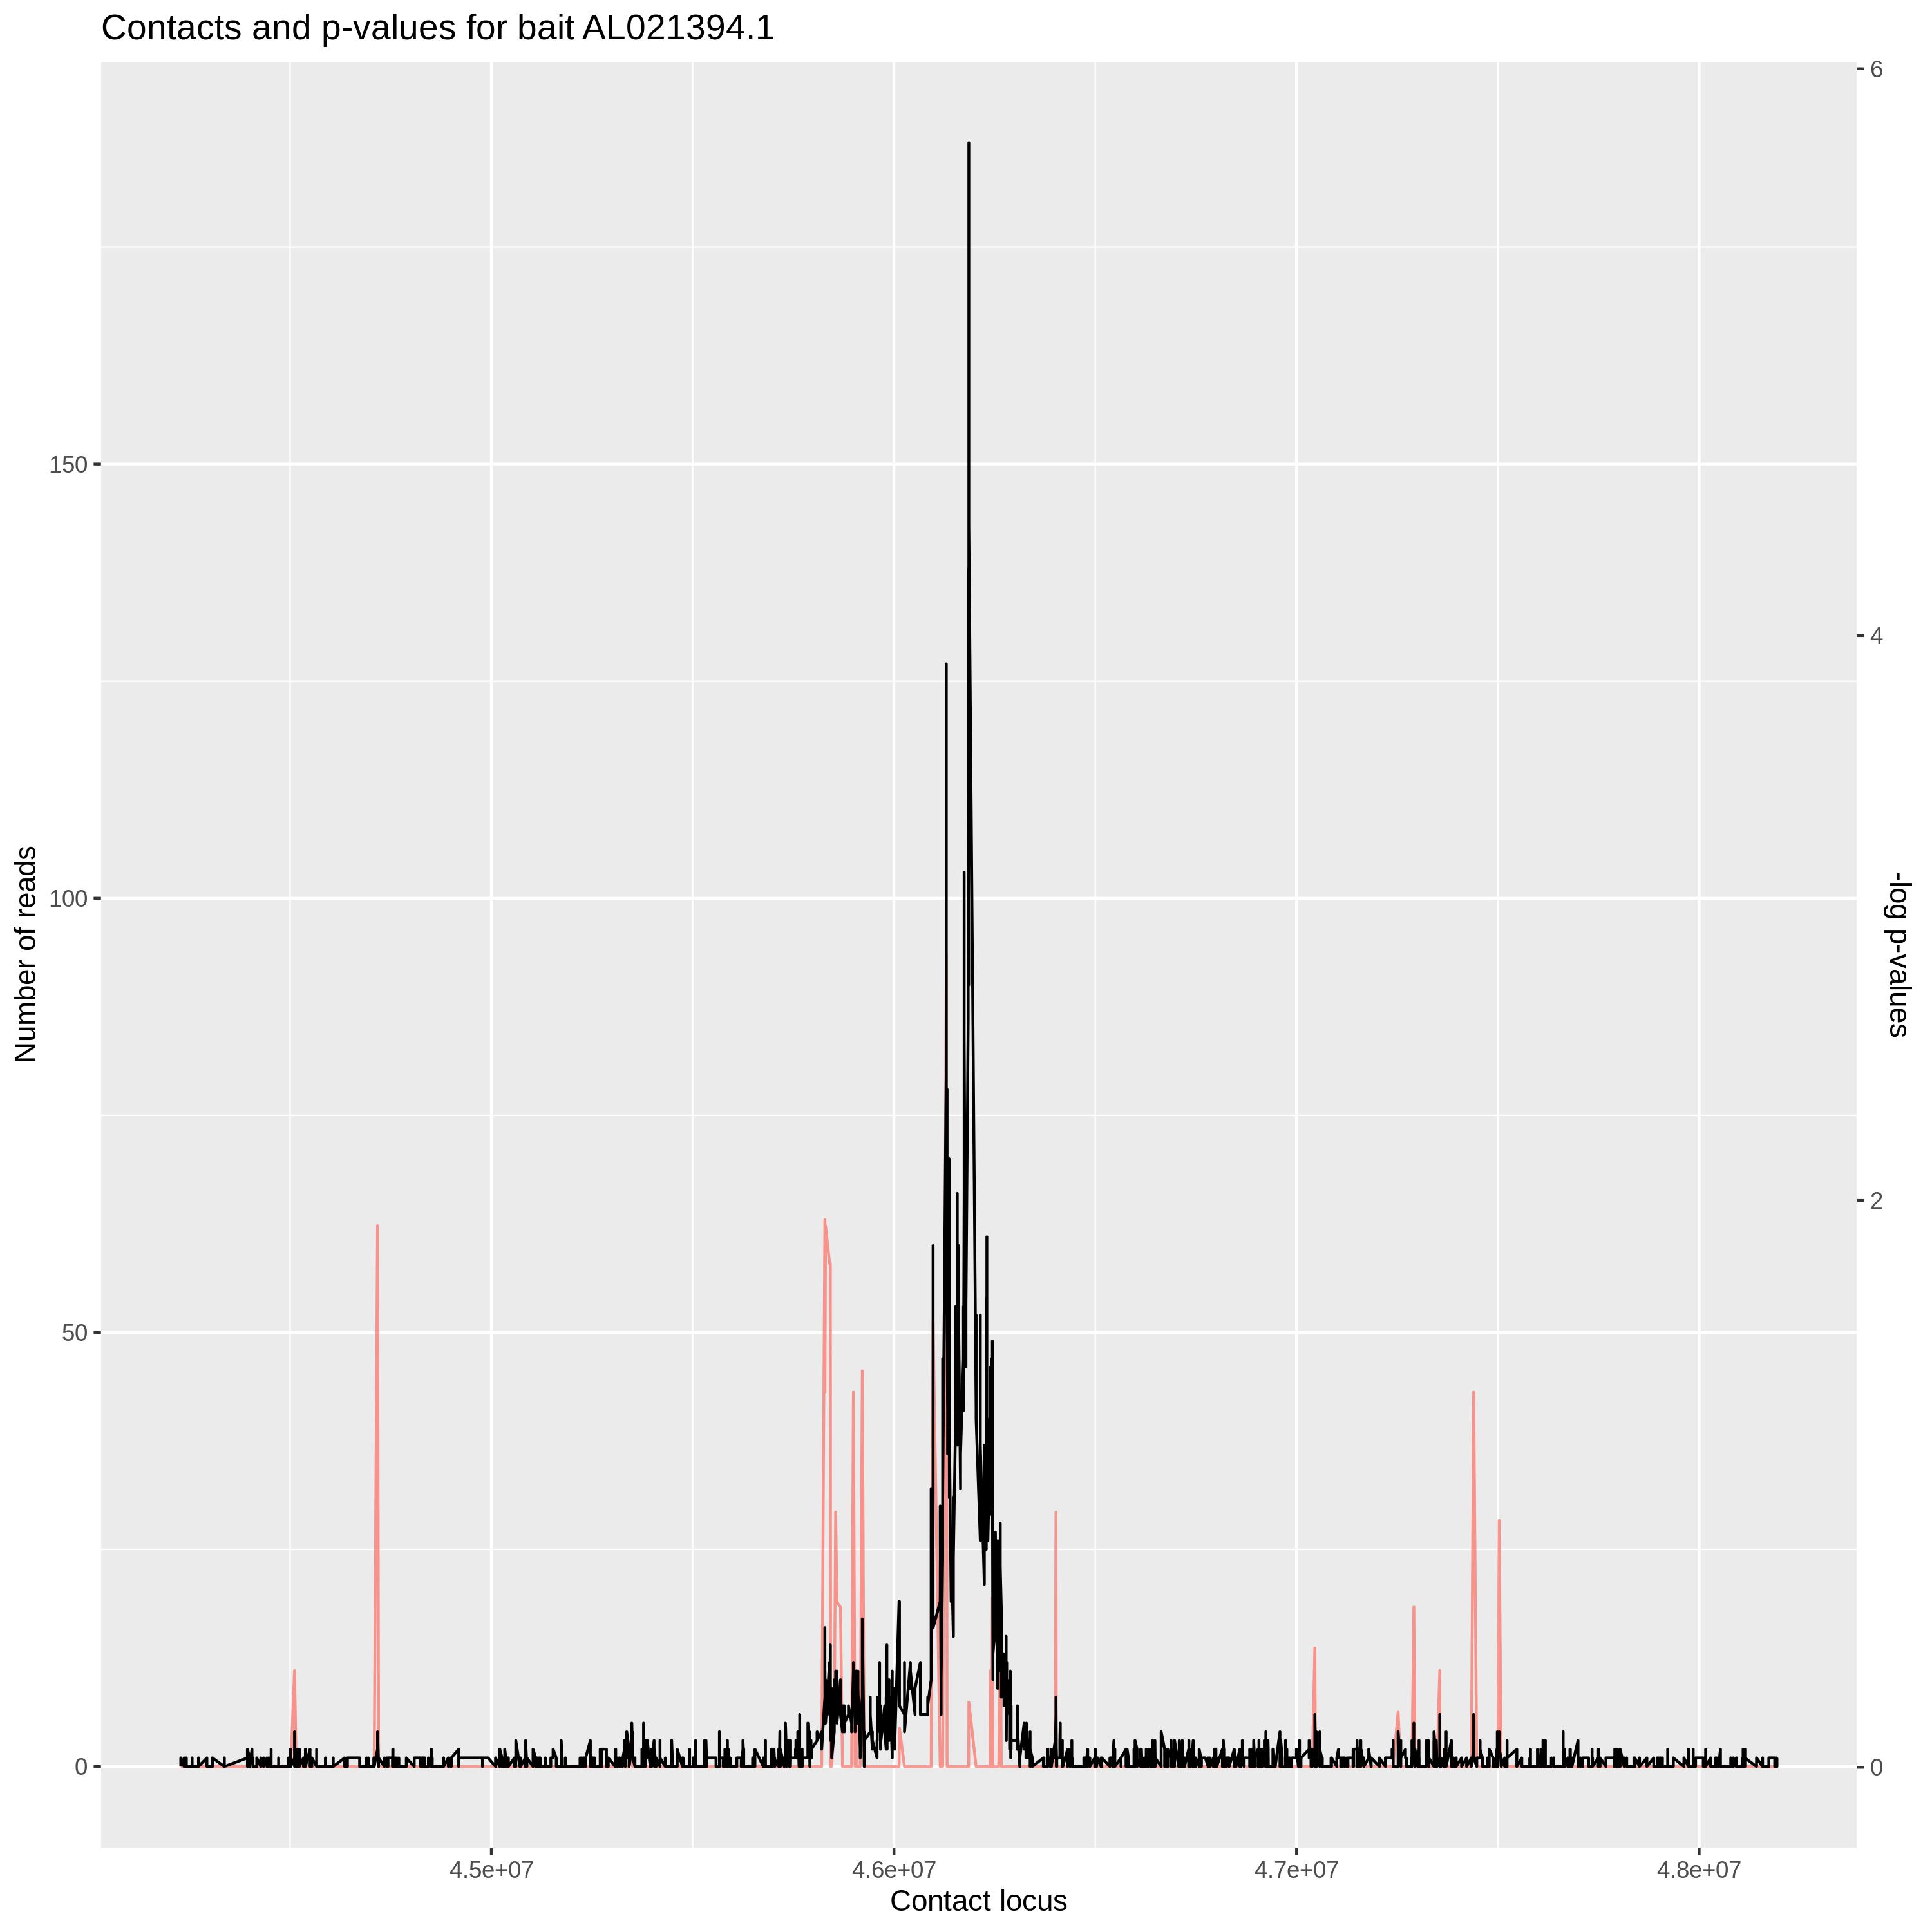 Contacts and p-values for bait AL021394.1
6
150
4
Number of reads
100
-log p-values
2
50
0
0
4.5e+07
4.6e+07
4.7e+07
4.8e+07
Contact locus